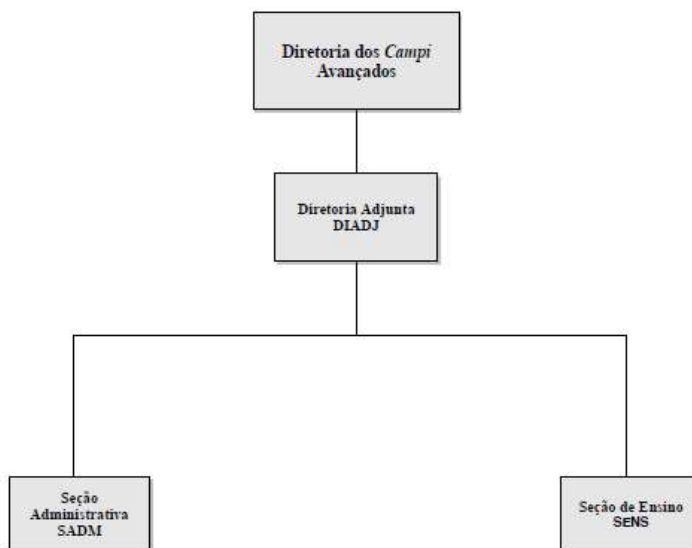 Diretoria dos Campi
Avançados
Diretoria Adjunta
DIADJ
Seção
Administrativa
SADM
Seção de Ensino
SENS